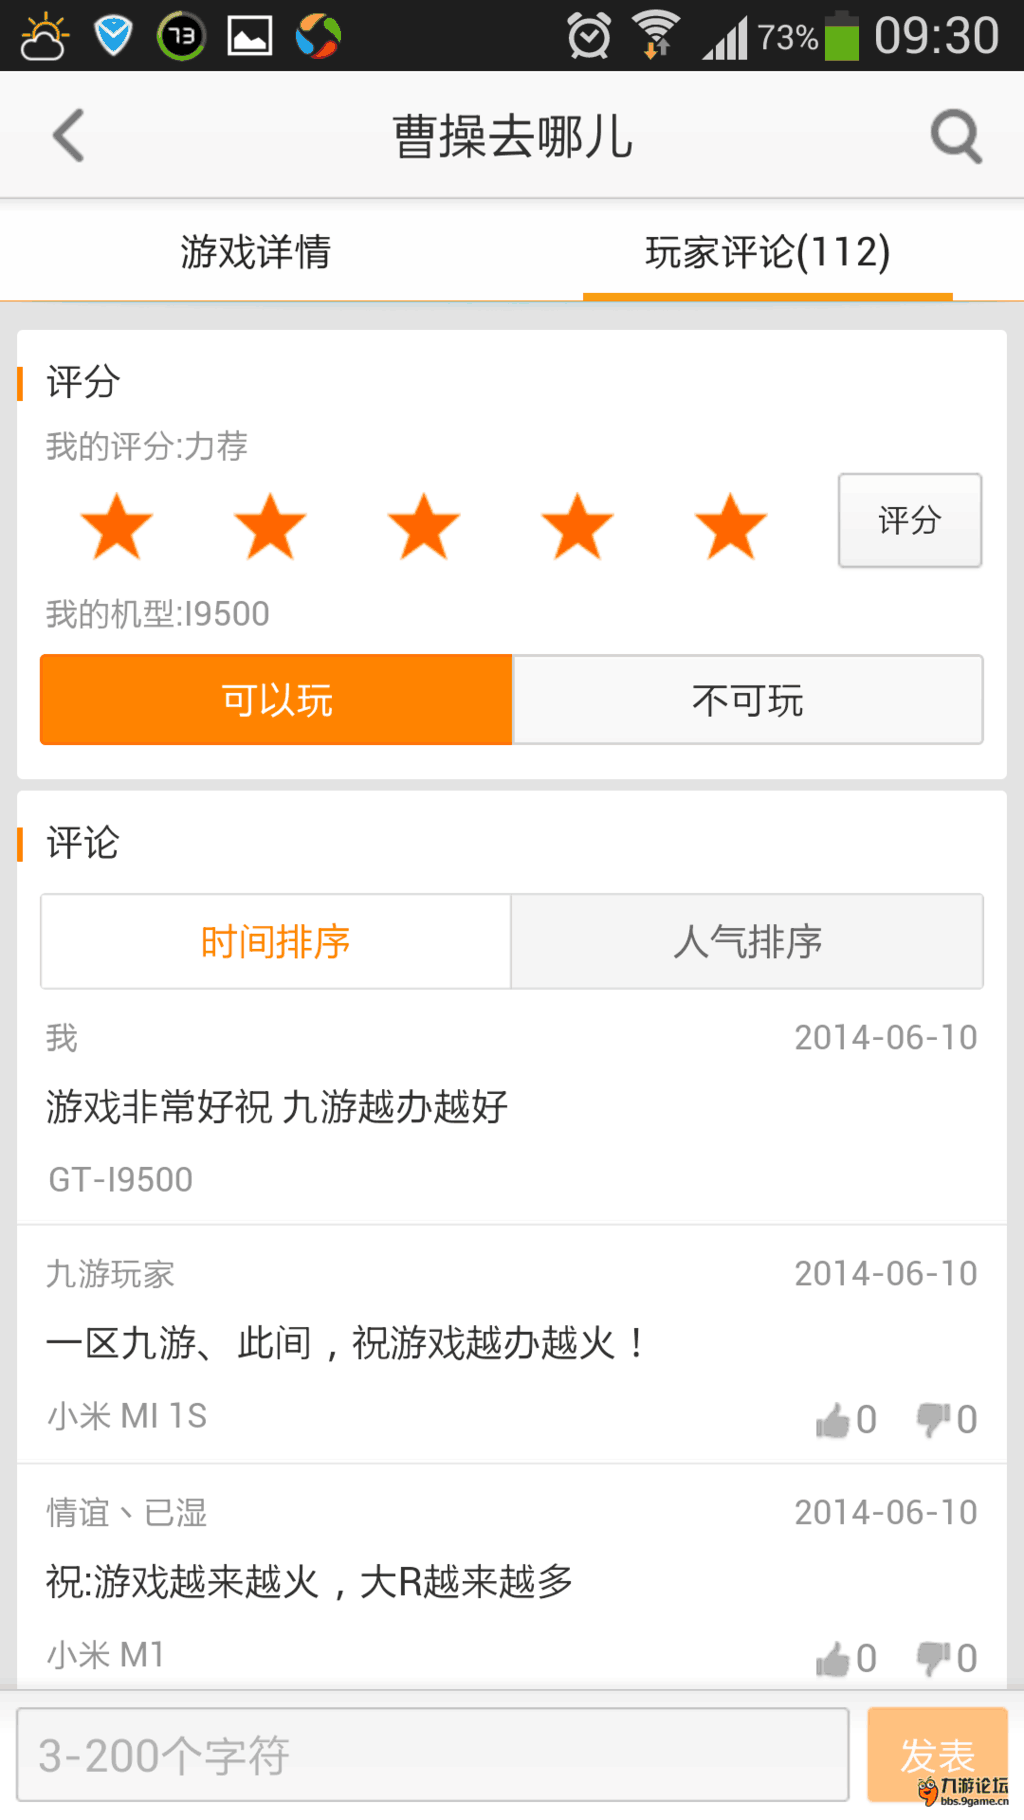 73
73%
09:30
曹操去哪儿
游戏详情
玩家评论(112)
评分
我的评分:力荐
评分
我的机型:I9500
可以玩
不可玩
评论
时间排序
人气排序
我
2014-06-10
游戏非常好祝 九游越办越好
GT-I9500
九游玩家
2014-06-10
一区九游、此间，祝游戏越办越火！
小米 MI 1S
0
0
情谊丶已湿
2014-06-10
祝:游戏越来越火，大R越来越多
小米 M1
0
0
3-200个字符
发表
九游论坛
bbs.9game.cn